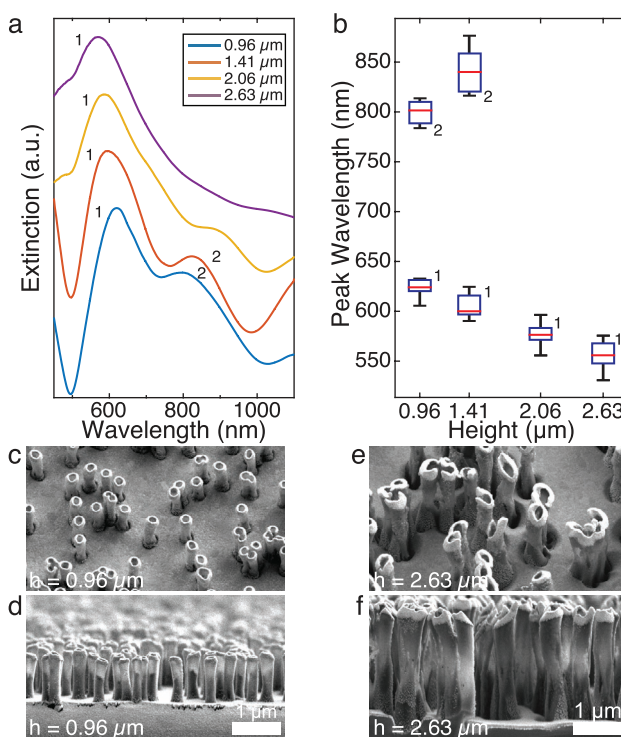 a
Extinction (a.u.)
1
1
1
1
2
2
0.96 µm
1.41 µm
2.06 µm
2.63 µm
600
800
1000
Wavelength (nm)
b
Peak Wavelength (nm)
850
800
750
700
650
600
550
2
2
1
1
1
1
0.96
1.41
2.06
2.63
Height (µm)
c
h = 0.96 µm
e
h = 2.63 µm
d
h = 0.96 µm
1 µm
f
h = 2.63 µm
1 µm